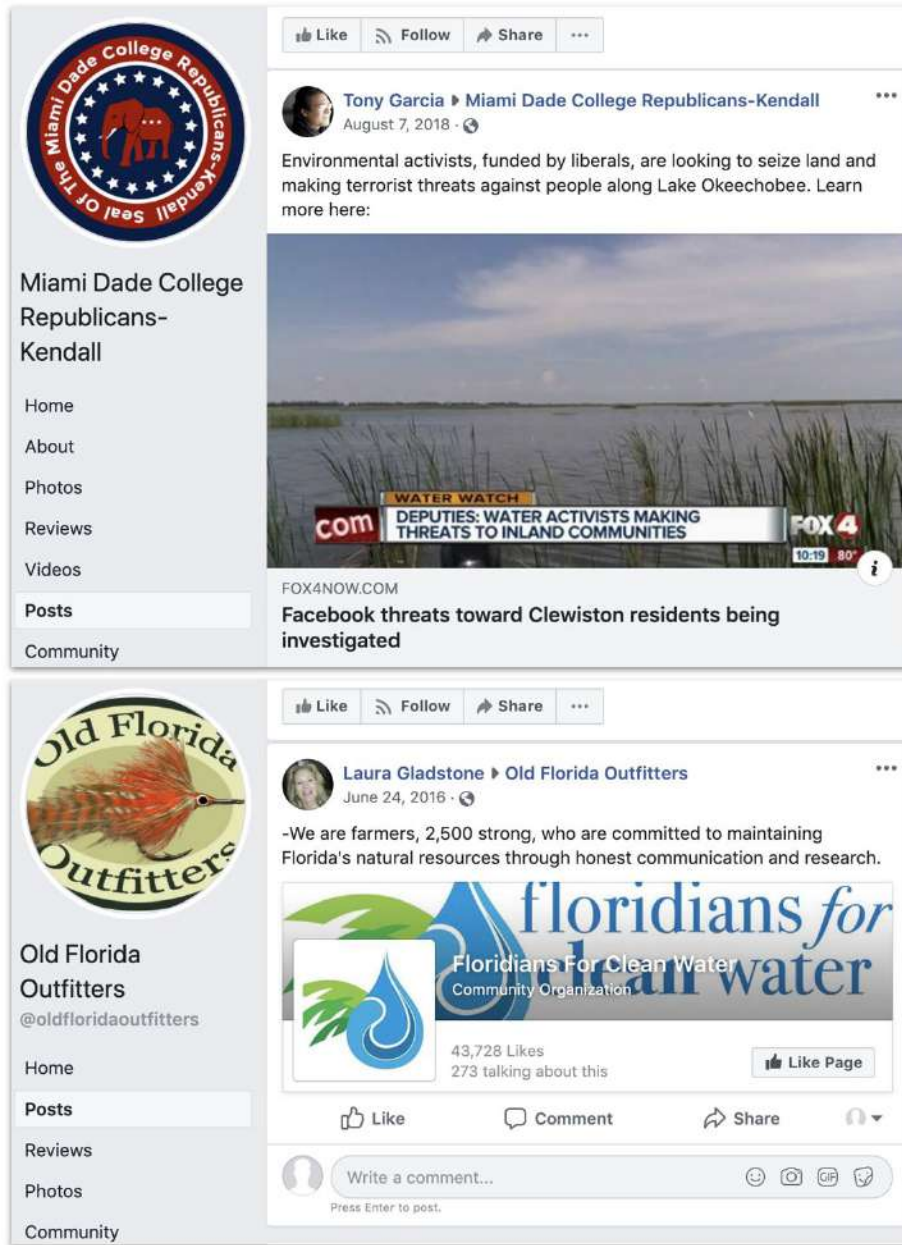 Seal Of The Miami Dade College Republicans-Kendall
Miami Dade College
Republicans-
Kendall
Home
About
Photos
Reviews
Videos
Posts
Community
Like
Follow
Share
Tony Garcia ▸ Miami Dade College Republicans-Kendall
August 7, 2018 ·
Environmental activists, funded by liberals, are looking to seize land and
making terrorist threats against people along Lake Okeechobee. Learn
more here:
WATER WATCH
com
DEPUTIES: WATER ACTIVISTS MAKING
THREATS TO INLAND COMMUNITIES
FOX 4
10:19 80°
i
FOX4NOW.COM
Facebook threats toward Clewiston residents being
investigated
Old Florida
Outfitters
Old Florida
Outfitters
@oldfloridaoutfitters
Home
Posts
Reviews
Photos
Community
Like
Follow
Share
Laura Gladstone ▸ Old Florida Outfitters
June 24, 2016 ·
-We are farmers, 2,500 strong, who are committed to maintaining
Florida's natural resources through honest communication and research.
floridians for
clean water
Floridians For Clean Water
Community Organization
43,728 Likes
273 talking about this
Like Page
Like
Comment
Share
Write a comment...
GIF
Press Enter to post.